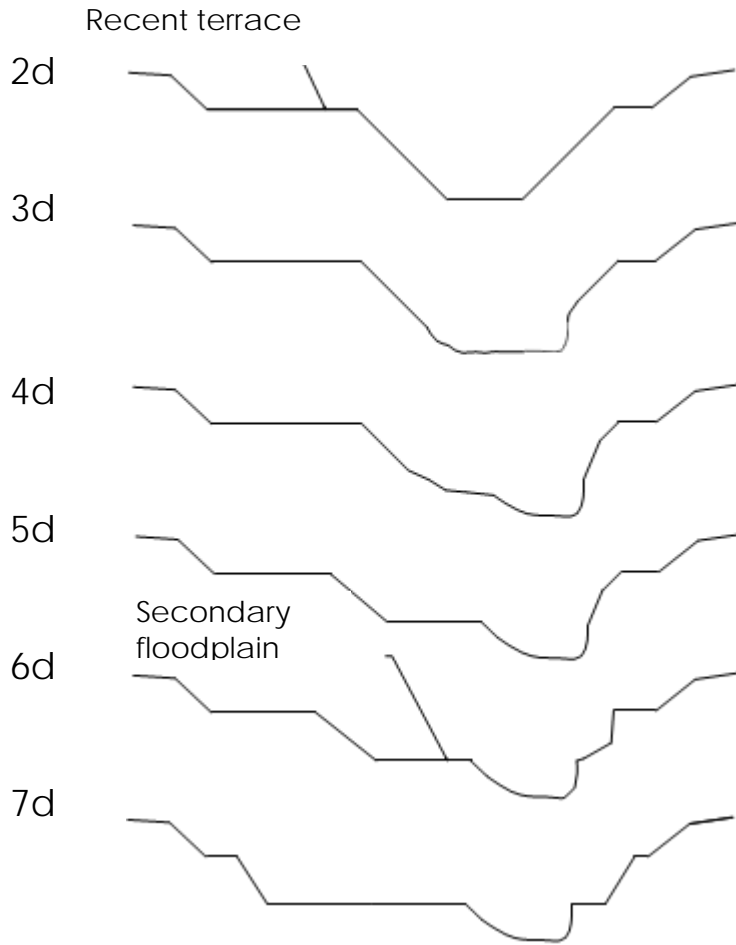 Recent terrace
2d
3d
4d
5d
Secondary
floodplain
6d
7d